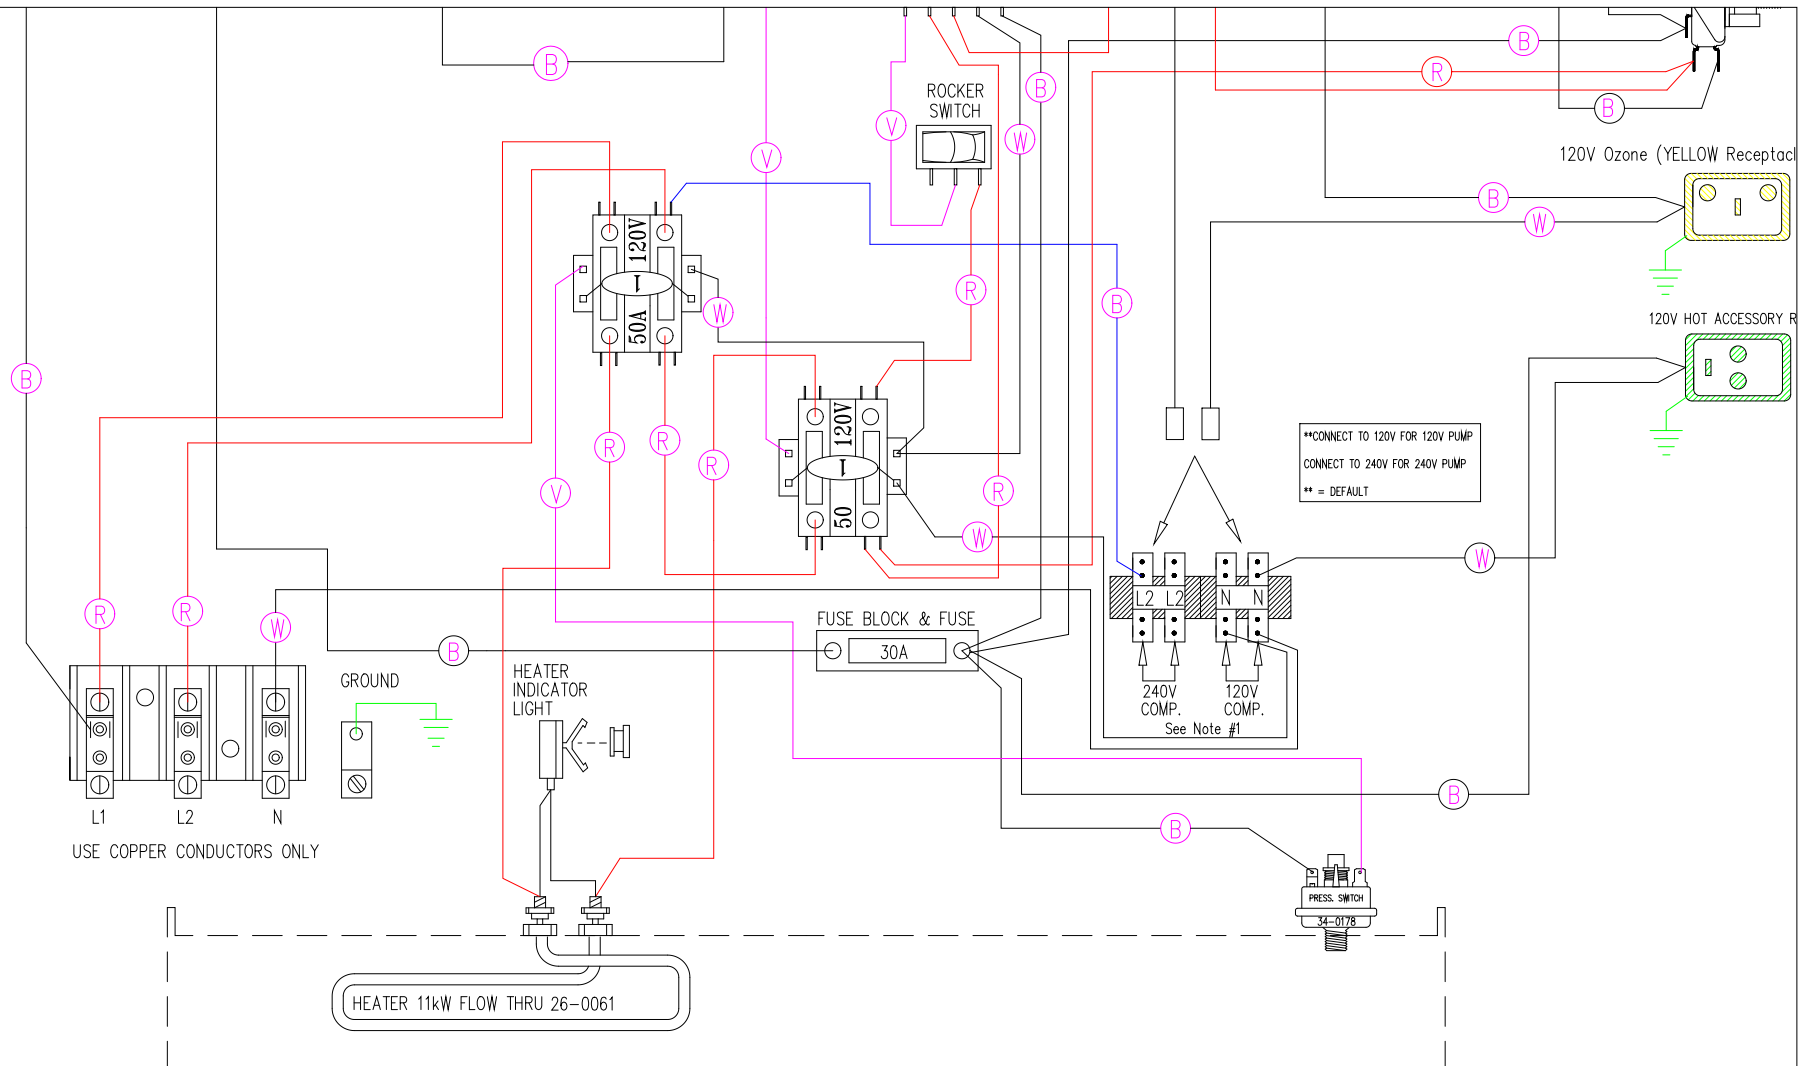 B
B
R
B
ROCKER
SWITCH
B
V
W
V
120V Ozone (YELLOW Receptacl
B
W
120V
1
50A
W
R
B
120V HOT ACCESSORY R
B
R
R
R
V
120V
1
50
R
W
**CONNECT TO 120V FOR 120V PUMP
CONNECT TO 240V FOR 240V PUMP
** = DEFAULT
W
L2 L2 N N
R
R
W
FUSE BLOCK & FUSE
30A
B
GROUND
HEATER
INDICATOR
LIGHT
240V
COMP.
120V
COMP.
See Note #1
B
B
L1
L2
N
USE COPPER CONDUCTORS ONLY
PRESS. SWITCH
34-0178
HEATER 11kW FLOW THRU 26-0061